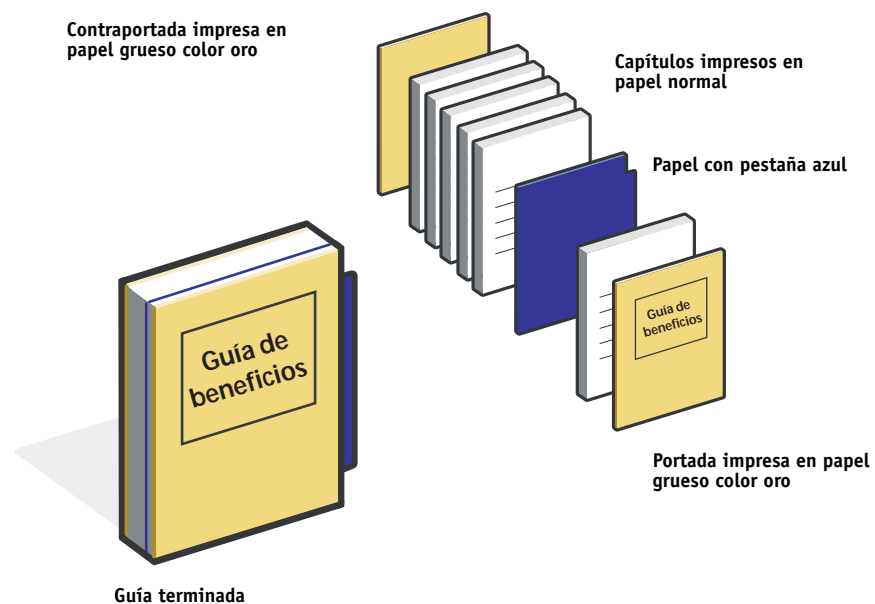 Contraportada impresa en
papel grueso color oro
Capítulos impresos en
papel normal
Papel con pestaña azul
Guía de
beneficios
Guía de
beneficios
Portada impresa en papel
grueso color oro
Guía terminada